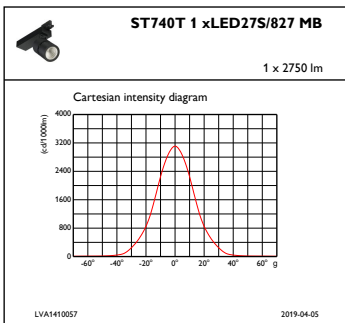 ST740T 1 xLED27S/827 MB
1 x 2750 lm
Cartesian intensity diagram
(cd/1000lm)
4000
3200
2400
1600
800
0
-60° -40° -20° 0° 20° 40° 60° g
LVA1410057 2019-04-05